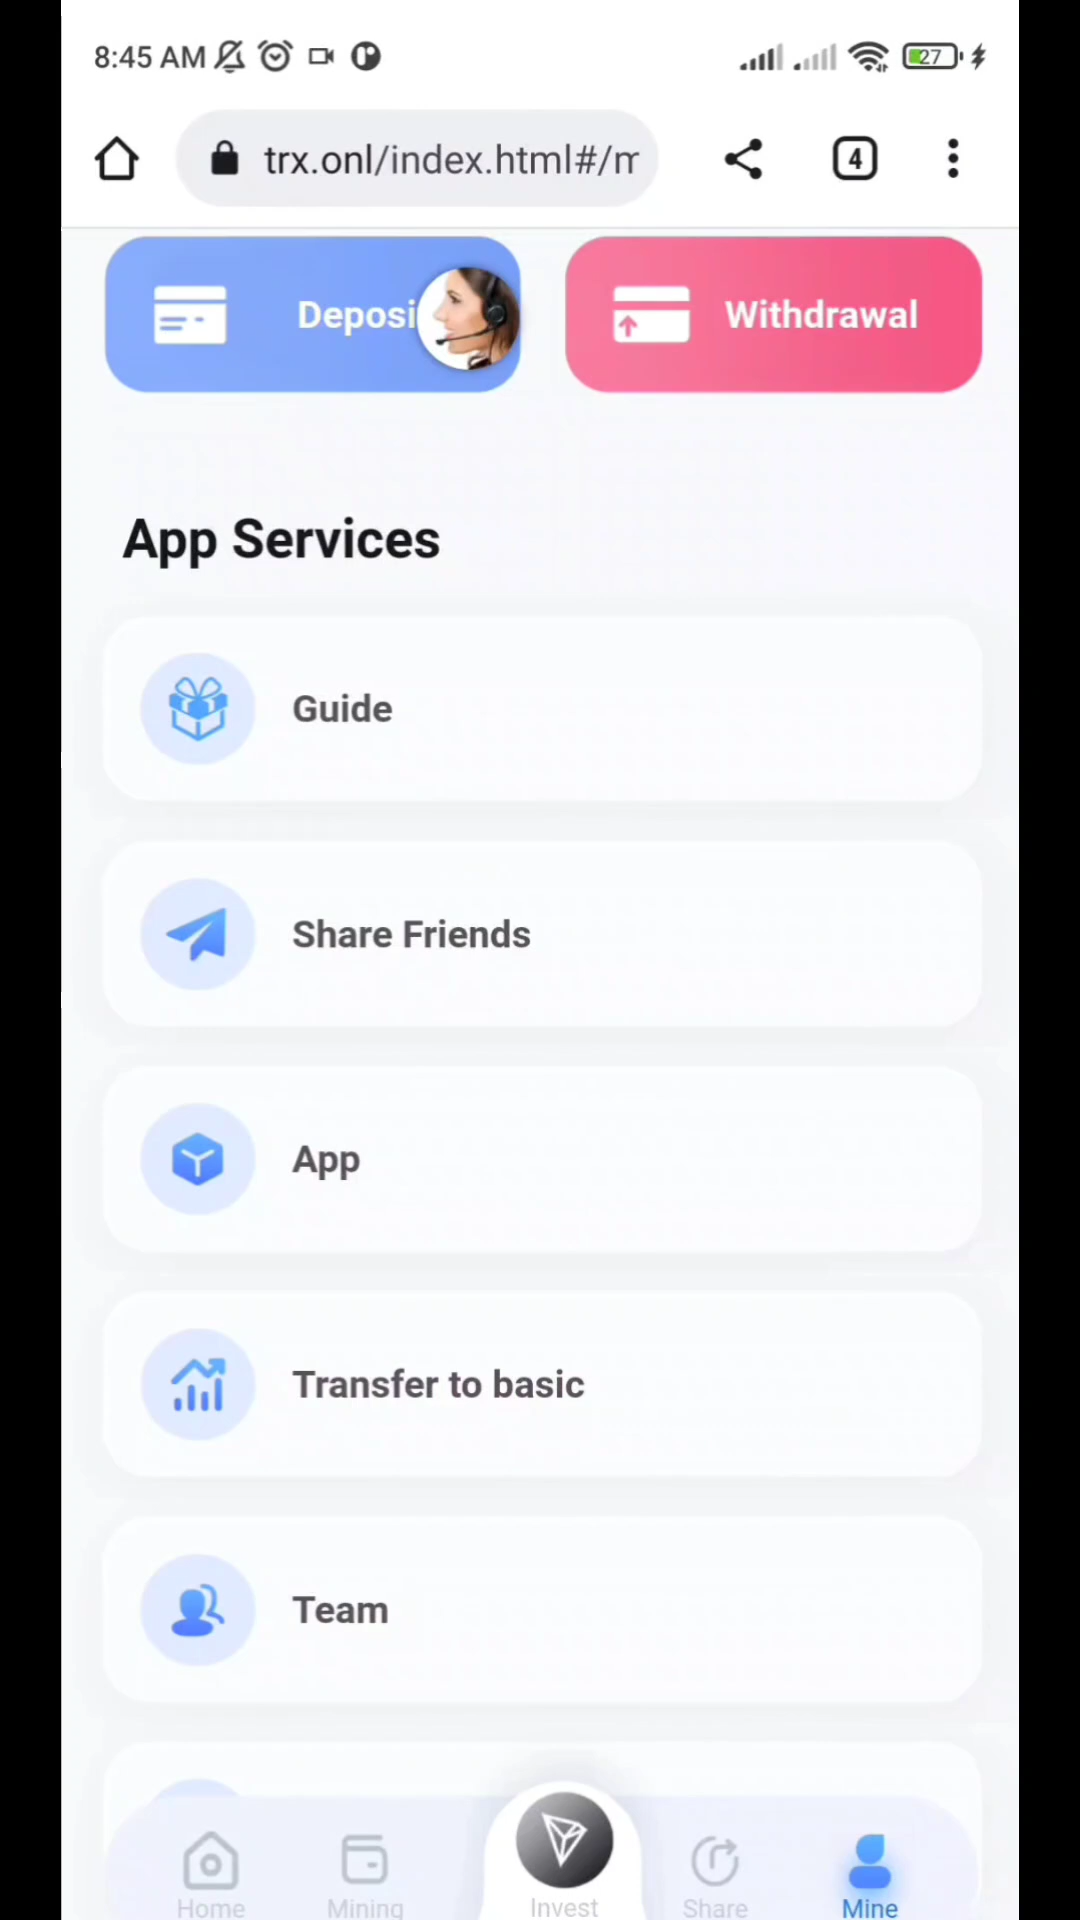 8:45 AM 27
trx.onl/index.html#/m 4
Deposi Withdrawal
App Services
Guide
Share Friends
App
Transfer to basic
Team
Home Mining Invest Share Mine